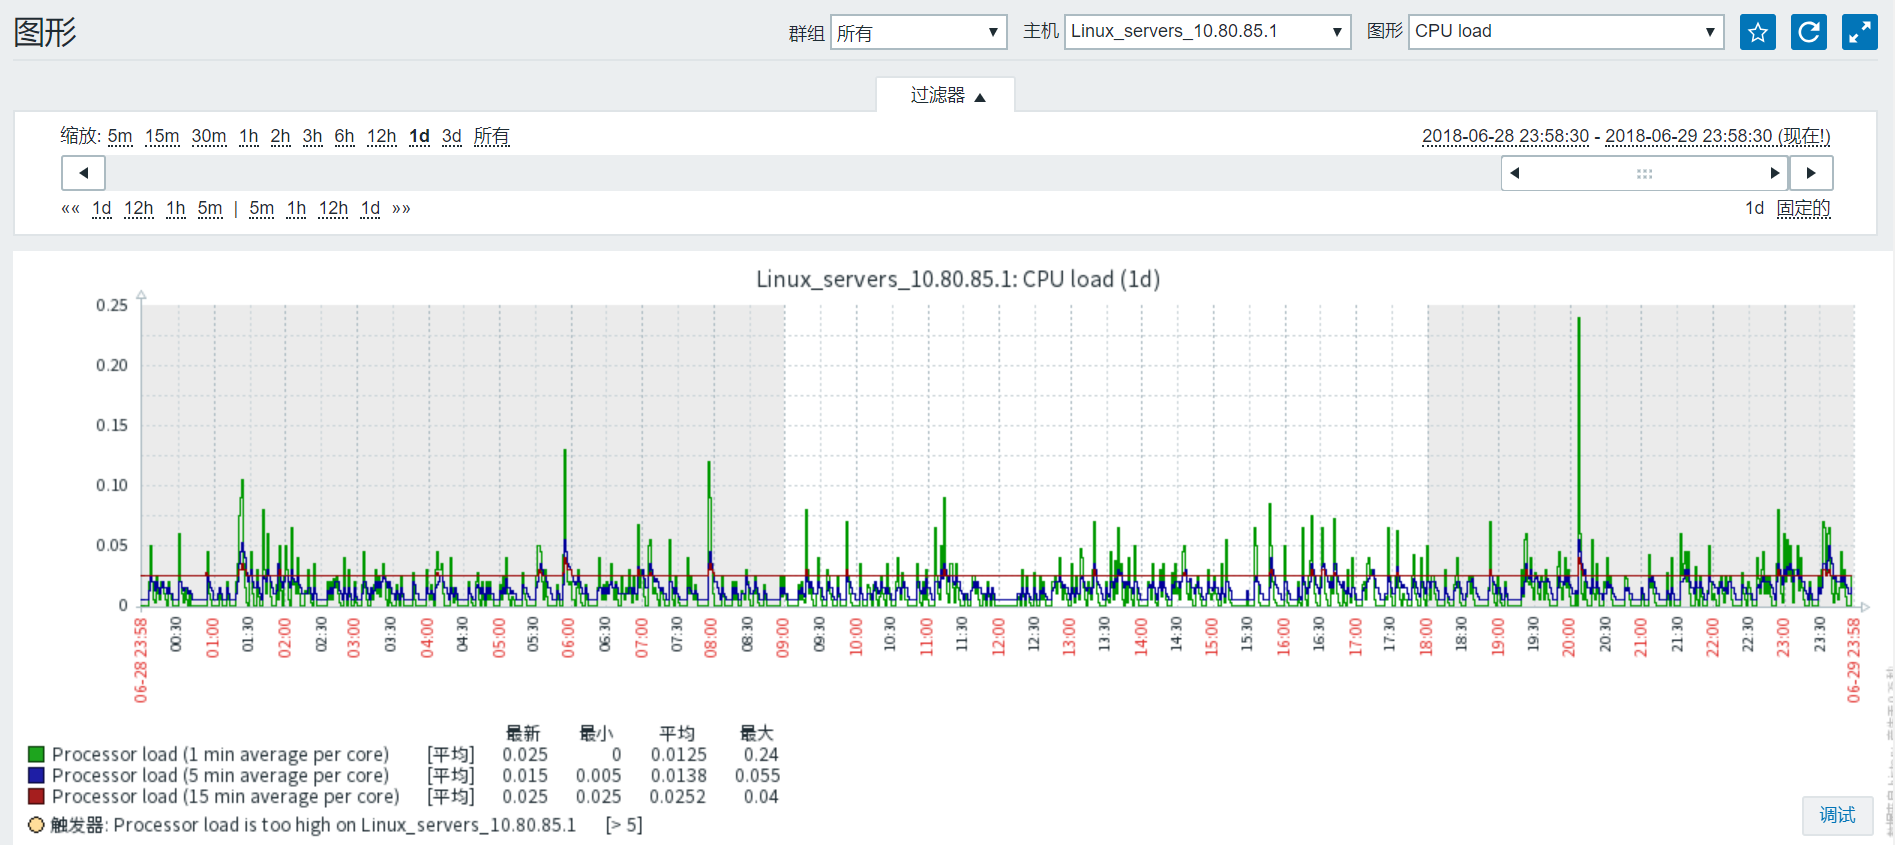 图形
群组 所有 ▼ 主机 Linux_servers_10.80.85.1 ▼ 图形 CPU load ▼
过滤器 ▲
缩放: 5m 15m 30m 1h 2h 3h 6h 12h 1d 3d 所有 2018-06-28 23:58:30 - 2018-06-29 23:58:30 (现在!)
«« 1d 12h 1h 5m | 5m 1h 12h 1d »» 1d 固定的
Linux_servers_10.80.85.1: CPU load (1d)
0.25
0.20
0.15
0.10
0.05
0
06-28 23:58 00:30 01:00 01:30 02:00 02:30 03:00 03:30 04:00 04:30 05:00 05:30 06:00 06:30 07:00 07:30 08:00 08:30 09:00 09:30 10:00 10:30 11:00 11:30 12:00 12:30 13:00 13:30 14:00 14:30 15:00 15:30 16:00 16:30 17:00 17:30 18:00 18:30 19:00 19:30 20:00 20:30 21:00 21:30 22:00 22:30 23:00 23:30 06-29 23:58
最新 最小 平均 最大
Processor load (1 min average per core) [平均] 0.025 0 0.0125 0.24
Processor load (5 min average per core) [平均] 0.015 0.005 0.0138 0.055
Processor load (15 min average per core) [平均] 0.025 0.025 0.0252 0.04
触发器: Processor load is too high on Linux_servers_10.80.85.1 [> 5]
调试